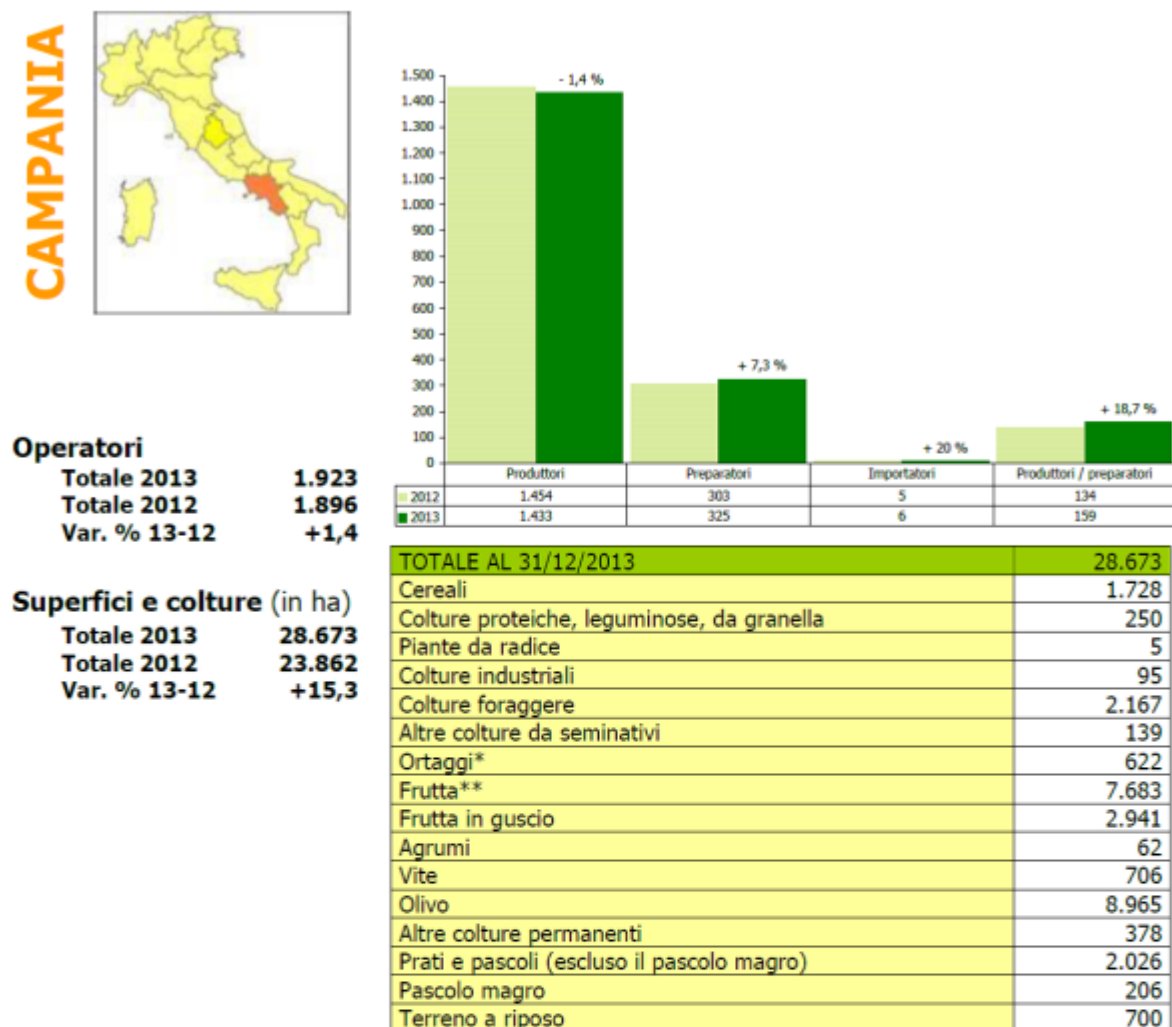 CAMPANIA
1.500
1.400
1.300
1.200
1.100
1.000
900
800
700
600
500
400
300
200
100
0
- 1,4 %
+ 7,3 %
+ 20 %
+ 18,7 %
Produttori Preparatori Importatori Produttori / preparatori
2012 1.454 303 5 134
2013 1.433 325 6 159
Operatori
Totale 2013 1.923
Totale 2012 1.896
Var. % 13-12 +1,4
Superfici e colture (in ha)
Totale 2013 28.673
Totale 2012 23.862
Var. % 13-12 +15,3
TOTALE AL 31/12/2013 28.673
Cereali 1.728
Colture proteiche, leguminose, da granella 250
Piante da radice 5
Colture industriali 95
Colture foraggere 2.167
Altre colture da seminativi 139
Ortaggi* 622
Frutta** 7.683
Frutta in guscio 2.941
Agrumi 62
Vite 706
Olivo 8.965
Altre colture permanenti 378
Prati e pascoli (escluso il pascolo magro) 2.026
Pascolo magro 206
Terreno a riposo 700